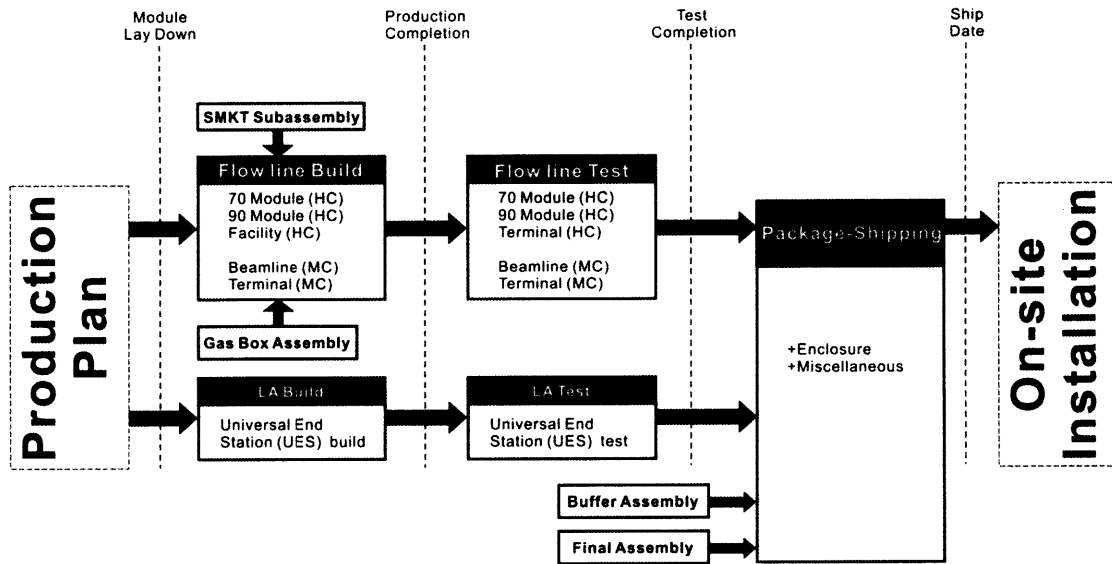 Module
Lay Down
Production
Completion
Test
Completion
Ship
Date
SMKT Subassembly
Flow line Build
70 Module (HC)
90 Module (HC)
Facility (HC)
Beamline (MC)
Terminal (MC)
Gas Box Assembly
Flow line Test
70 Module (HC)
90 Module (HC)
Terminal (HC)
Beamline (MC)
Terminal (MC)
Production
Plan
LA Build
Universal End
Station (UES) build
LA Test
Universal End
Station (UES) test
Package-Shipping
+Enclosure
+Miscellaneous
Buffer Assembly
Final Assembly
On-site
Installation